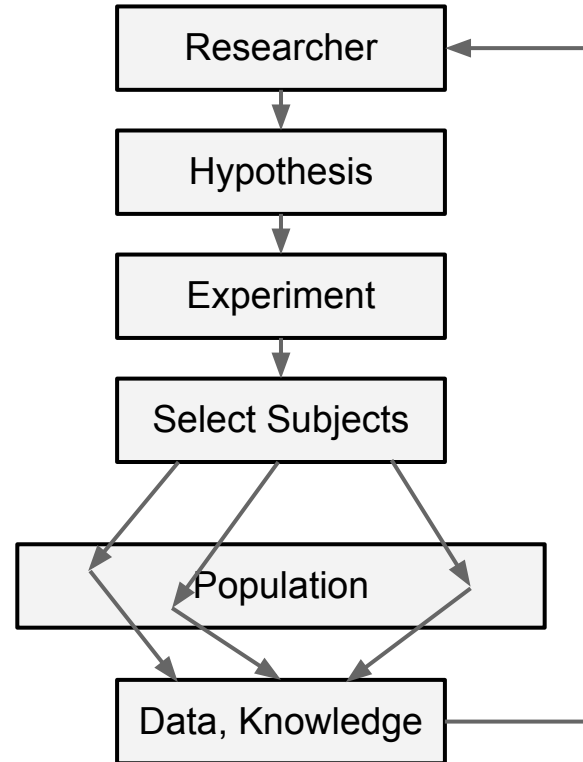 Researcher
Hypothesis
Experiment
Select Subjects
Population
Data, Knowledge